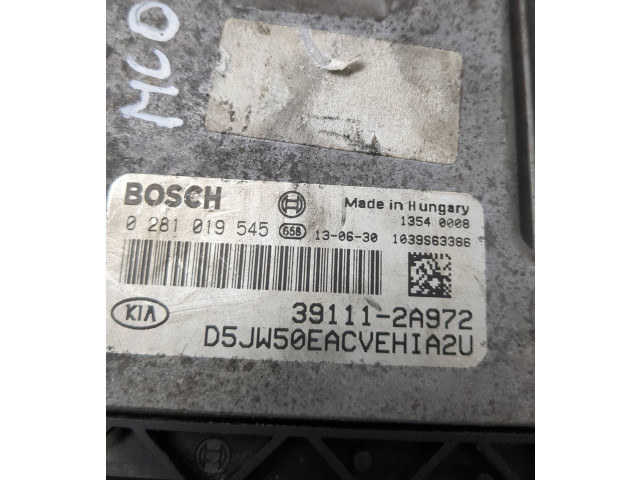 MCO
BOSCH Made in Hungary
1354 0008
0 281 019 545 658 13-06-30 1039S63386
39111-2A972
KIA
D5JW50EACVEHIA2U